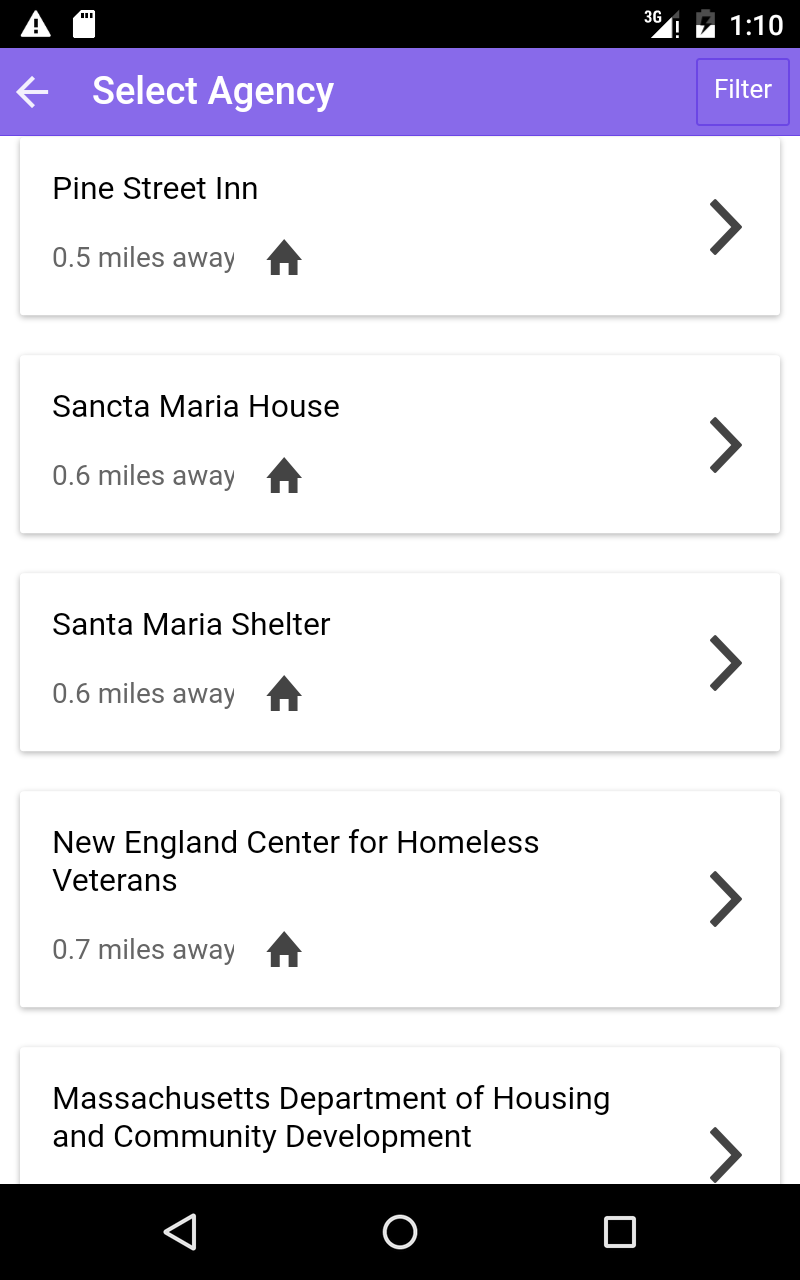 3G 1:10
Select Agency
Filter
Pine Street Inn
0.5 miles away
Sancta Maria House
0.6 miles away
Santa Maria Shelter
0.6 miles away
New England Center for Homeless
Veterans
0.7 miles away
Massachusetts Department of Housing
and Community Development